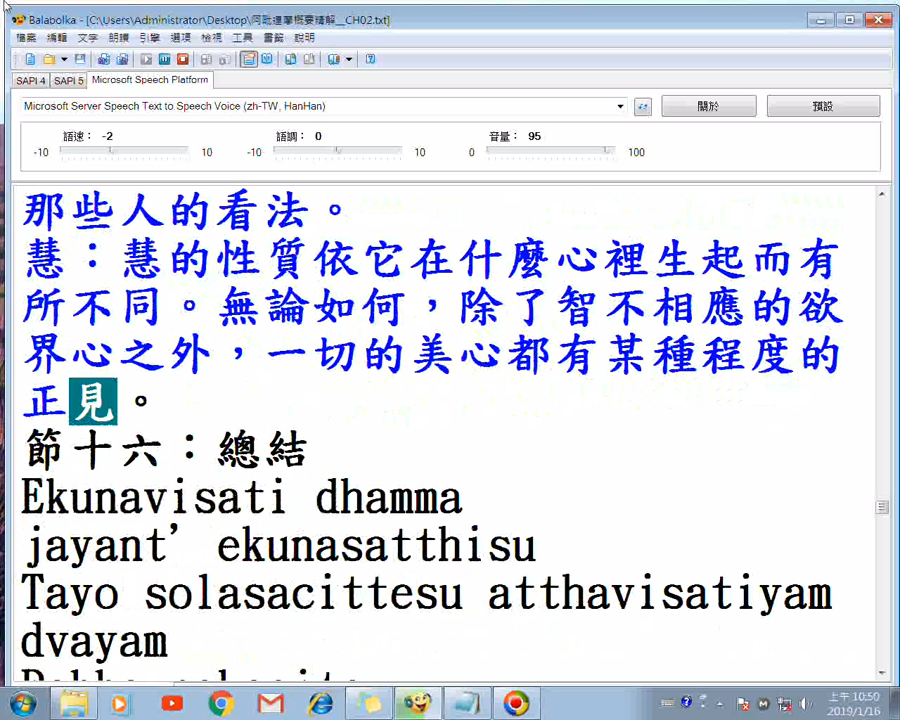 Balabolka - [C:\Users\Administrator\Desktop\阿毗達摩概要精解__CH02.txt]
檔案 編輯 文字 朗讀 引擎 選項 檢視 工具 書籤 說明
SAPI 4 SAPI 5 Microsoft Speech Platform
Microsoft Server Speech Text to Speech Voice (zh-TW, HanHan) 關於 預設
語速： -2 語調： 0 音量： 95
-10 10 -10 10 0 100
那些人的看法。
慧：慧的性質依它在什麼心裡生起而有
所不同。無論如何，除了智不相應的欲
界心之外，一切的美心都有某種程度的
正見。
節十六：總結
Ekunavisati dhamma
jayant' ekunasatthisu
Tayo solasacittesu atthavisatiyam
dvayam
上午 10:50
2019/1/16